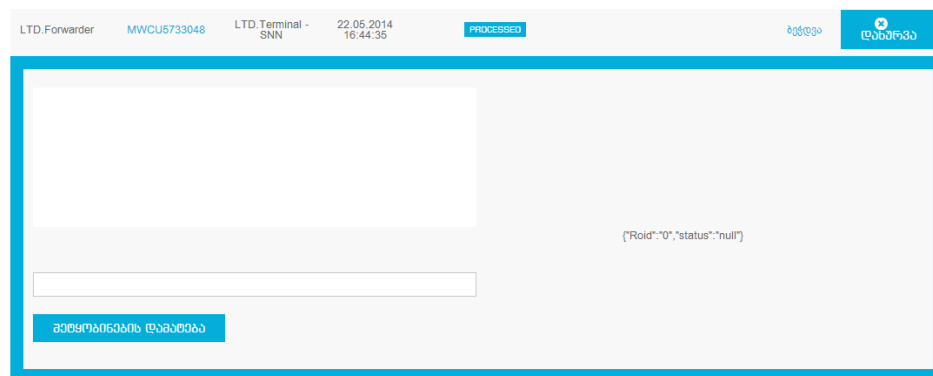 LTD.Forwarder MWCU5733048 LTD.Terminal - SNN 22.05.2014 16:44:35 PROCESSED ბეჭდვა დახურვა
{"Roid":"0","status":"null"}
შეტყობინების დამატება